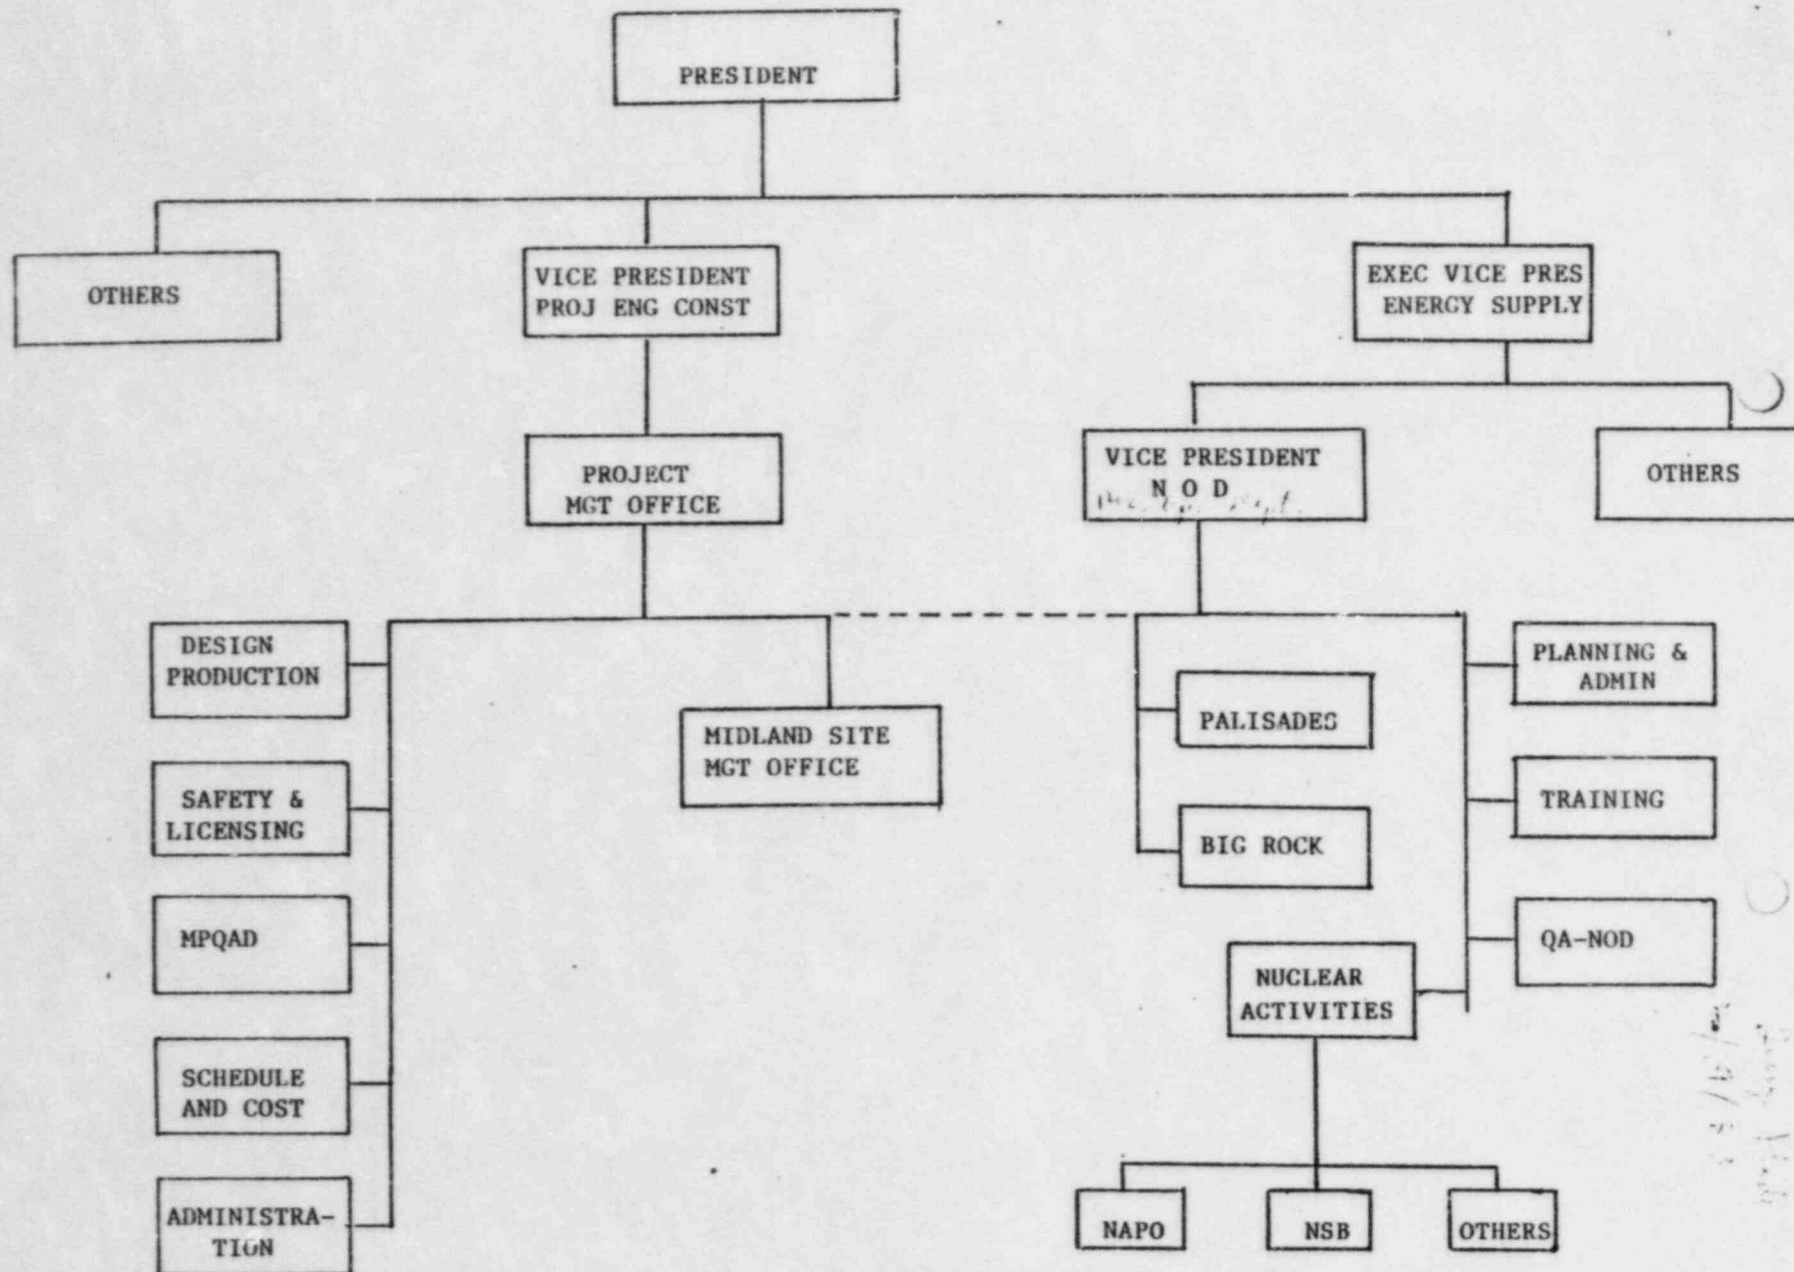 PRESIDENT
OTHERS
VICE PRESIDENT
PROJ ENG CONST
EXEC VICE PRES
ENERGY SUPPLY
PROJECT
MGT OFFICE
VICE PRESIDENT
N O D
OTHERS
DESIGN
PRODUCTION
SAFETY &
LICENSING
MPQAD
SCHEDULE
AND COST
ADMINISTRA-
TION
MIDLAND SITE
MGT OFFICE
PALISADES
BIG ROCK
PLANNING &
ADMIN
TRAINING
QA-NOD
NUCLEAR
ACTIVITIES
NAPO
NSB
OTHERS